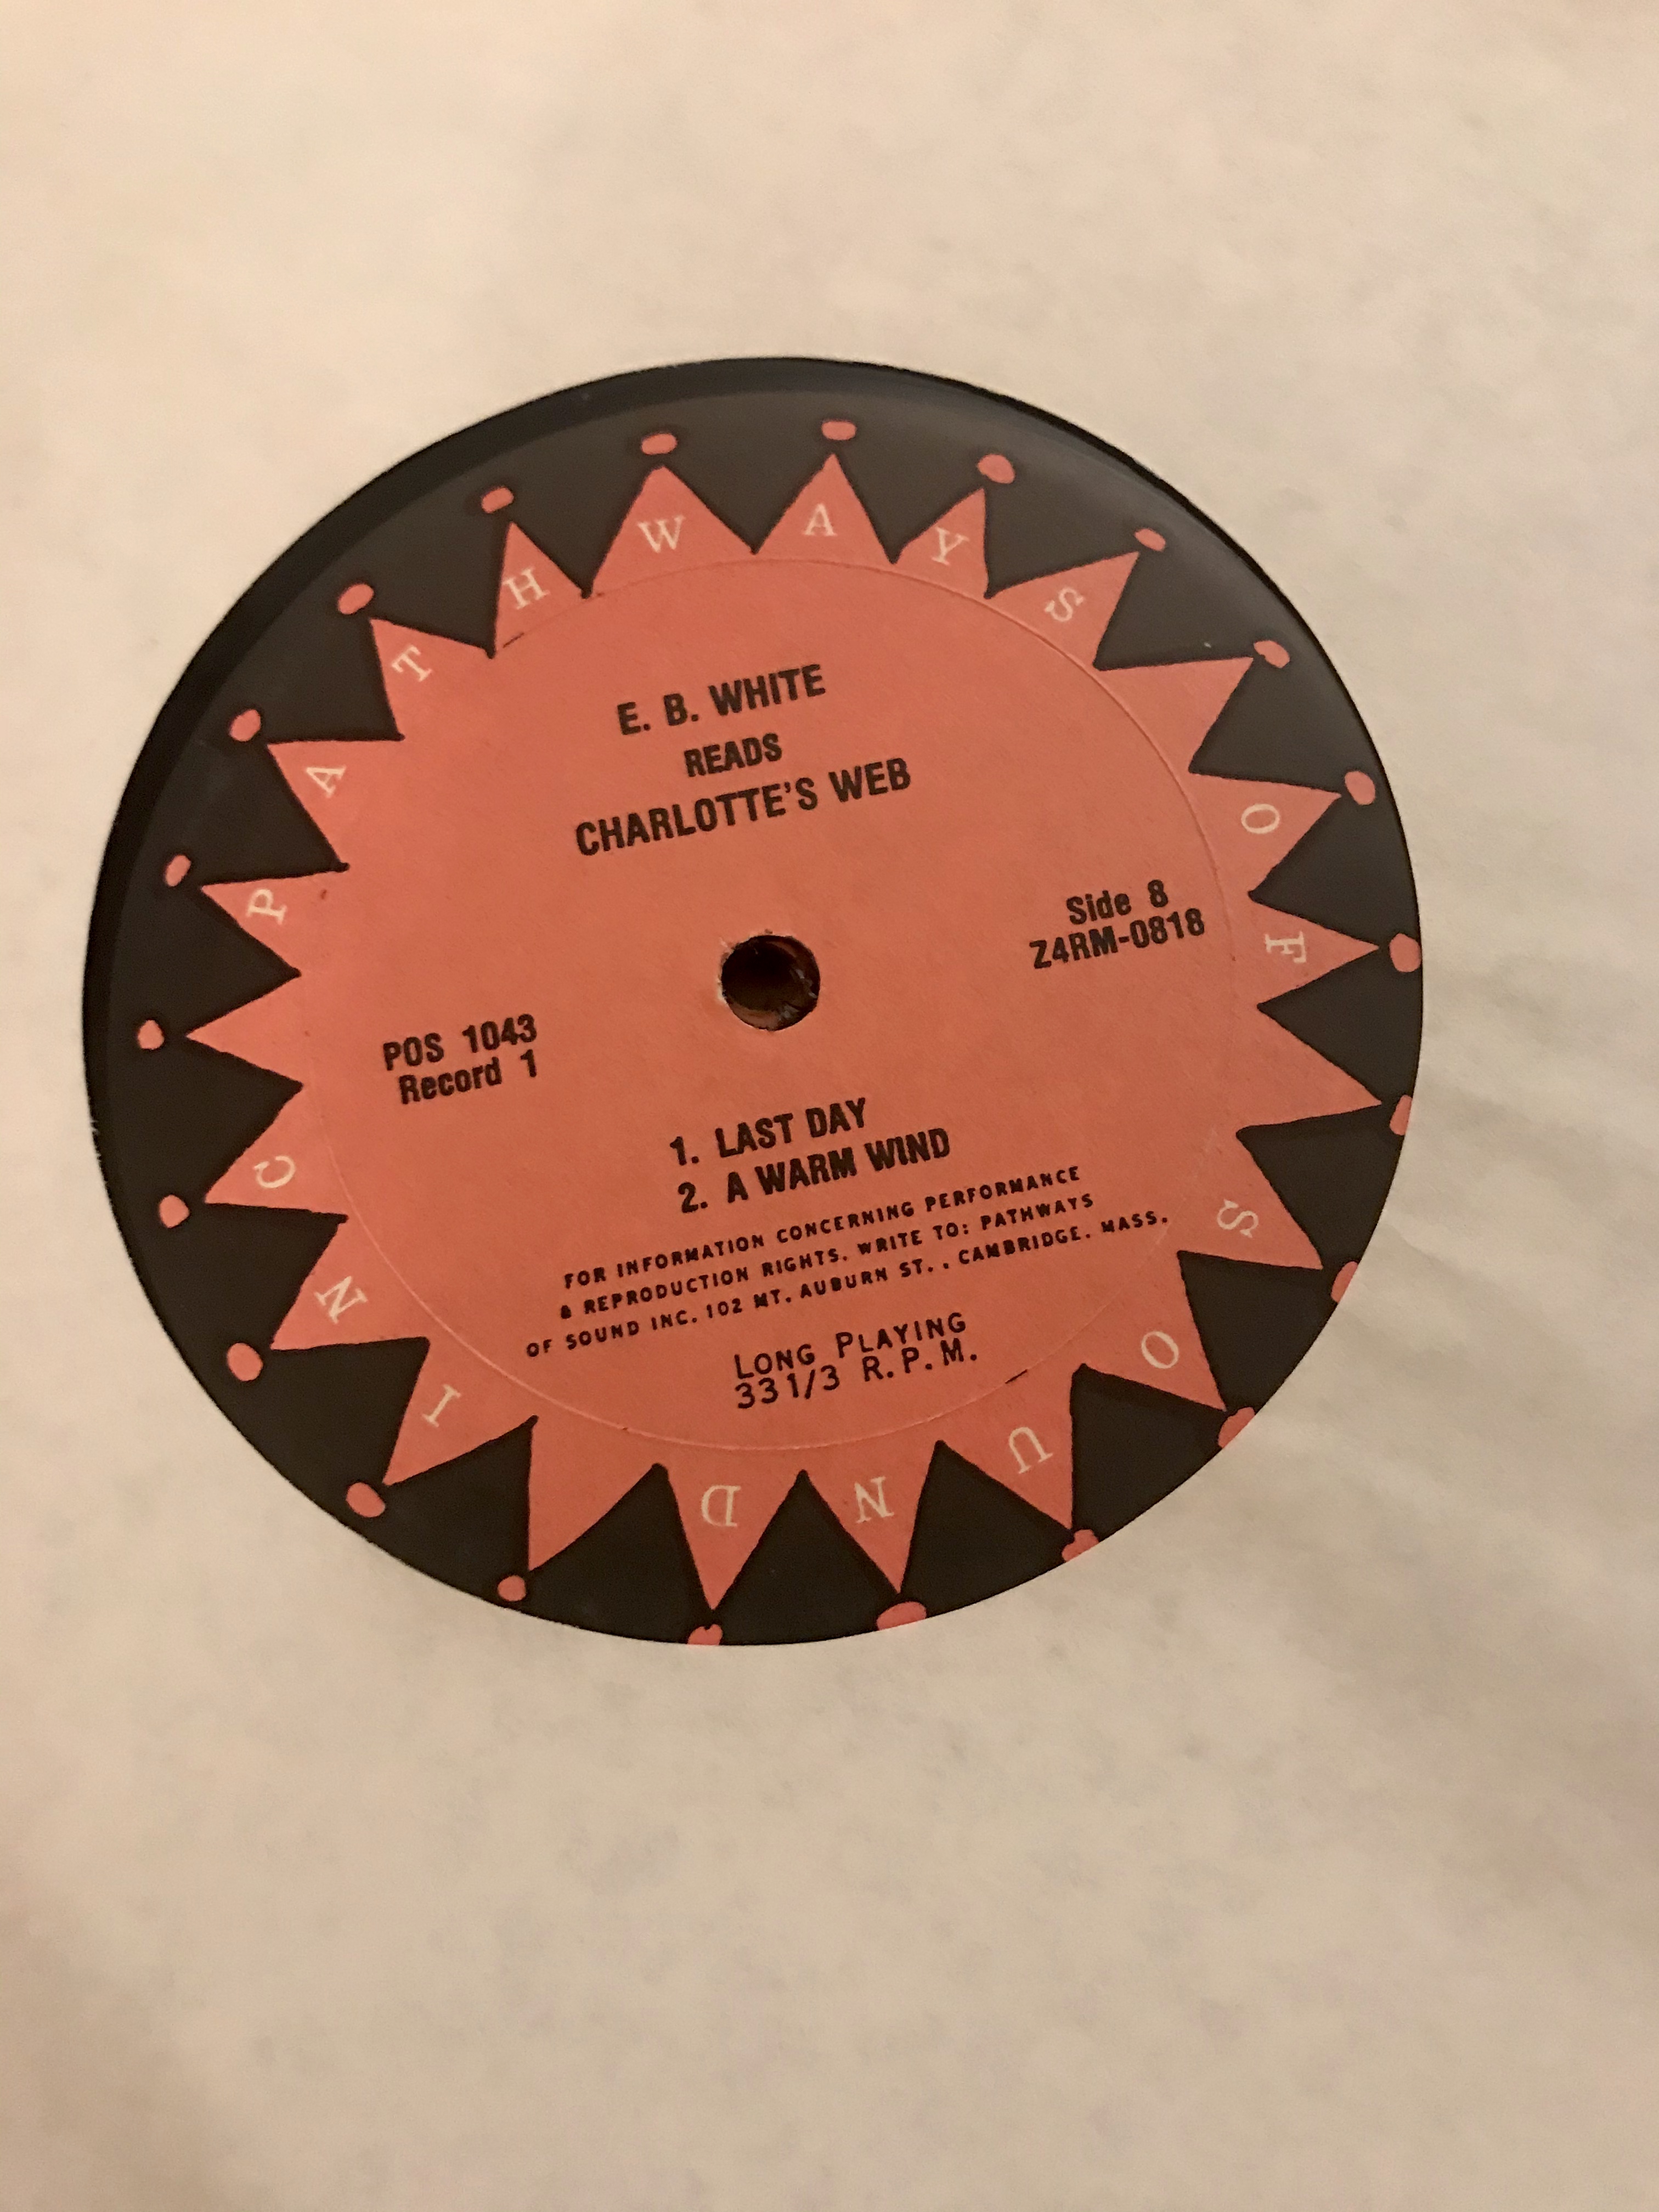 PATHWAYS OF SOUND INC
E. B. WHITE
READS
CHARLOTTE'S WEB
Side 8
Z4RM-0818
POS 1043
Record 1
1. LAST DAY
2. A WARM WIND
FOR INFORMATION CONCERNING PERFORMANCE
& REPRODUCTION RIGHTS. WRITE TO: PATHWAYS
OF SOUND INC. 102 MT. AUBURN ST.. CAMBRIDGE. MASS.
LONG PLAYING
33 1/3 R.P.M.